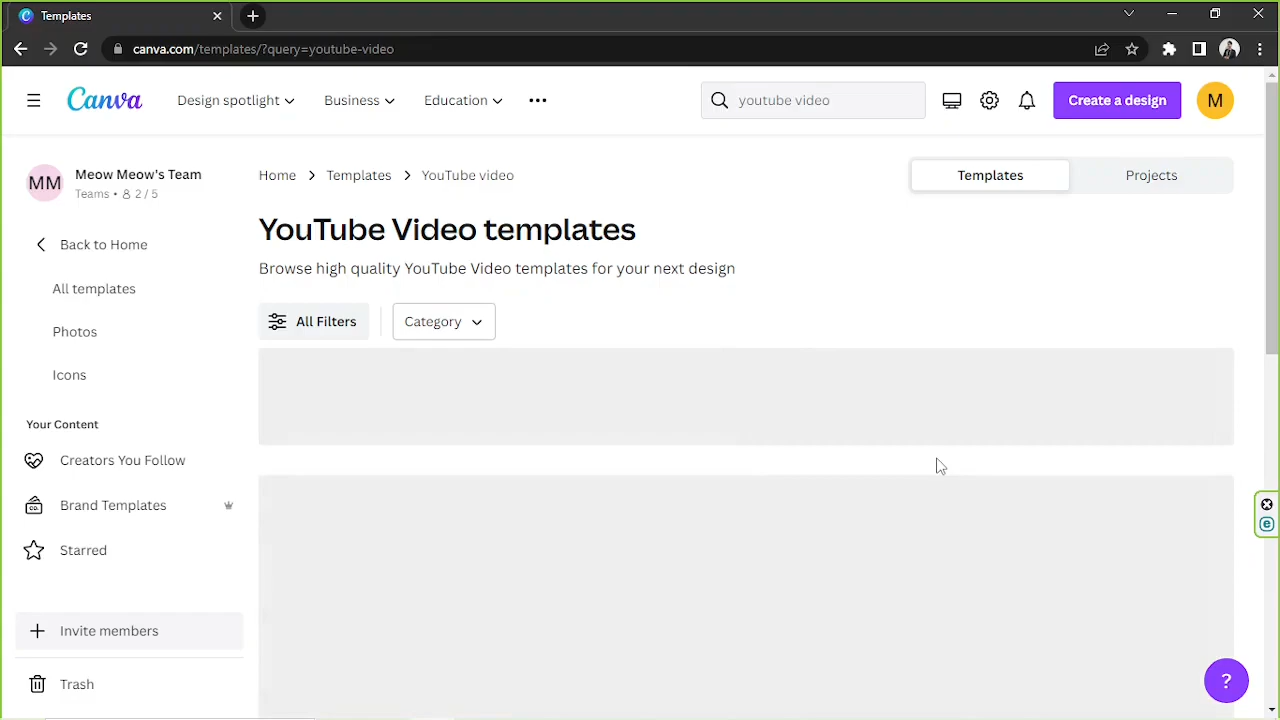 Templates
canva.com/templates/?query=youtube-video
Canva
Design spotlight
Business
Education
youtube video
Create a design
M
MM
Meow Meow's Team
Teams • 2 / 5
Home > Templates > YouTube video
Templates
Projects
YouTube Video templates
Browse high quality YouTube Video templates for your next design
Back to Home
All templates
Photos
Icons
All Filters
Category
Your Content
Creators You Follow
CO.
Brand Templates
Starred
Invite members
Trash
?